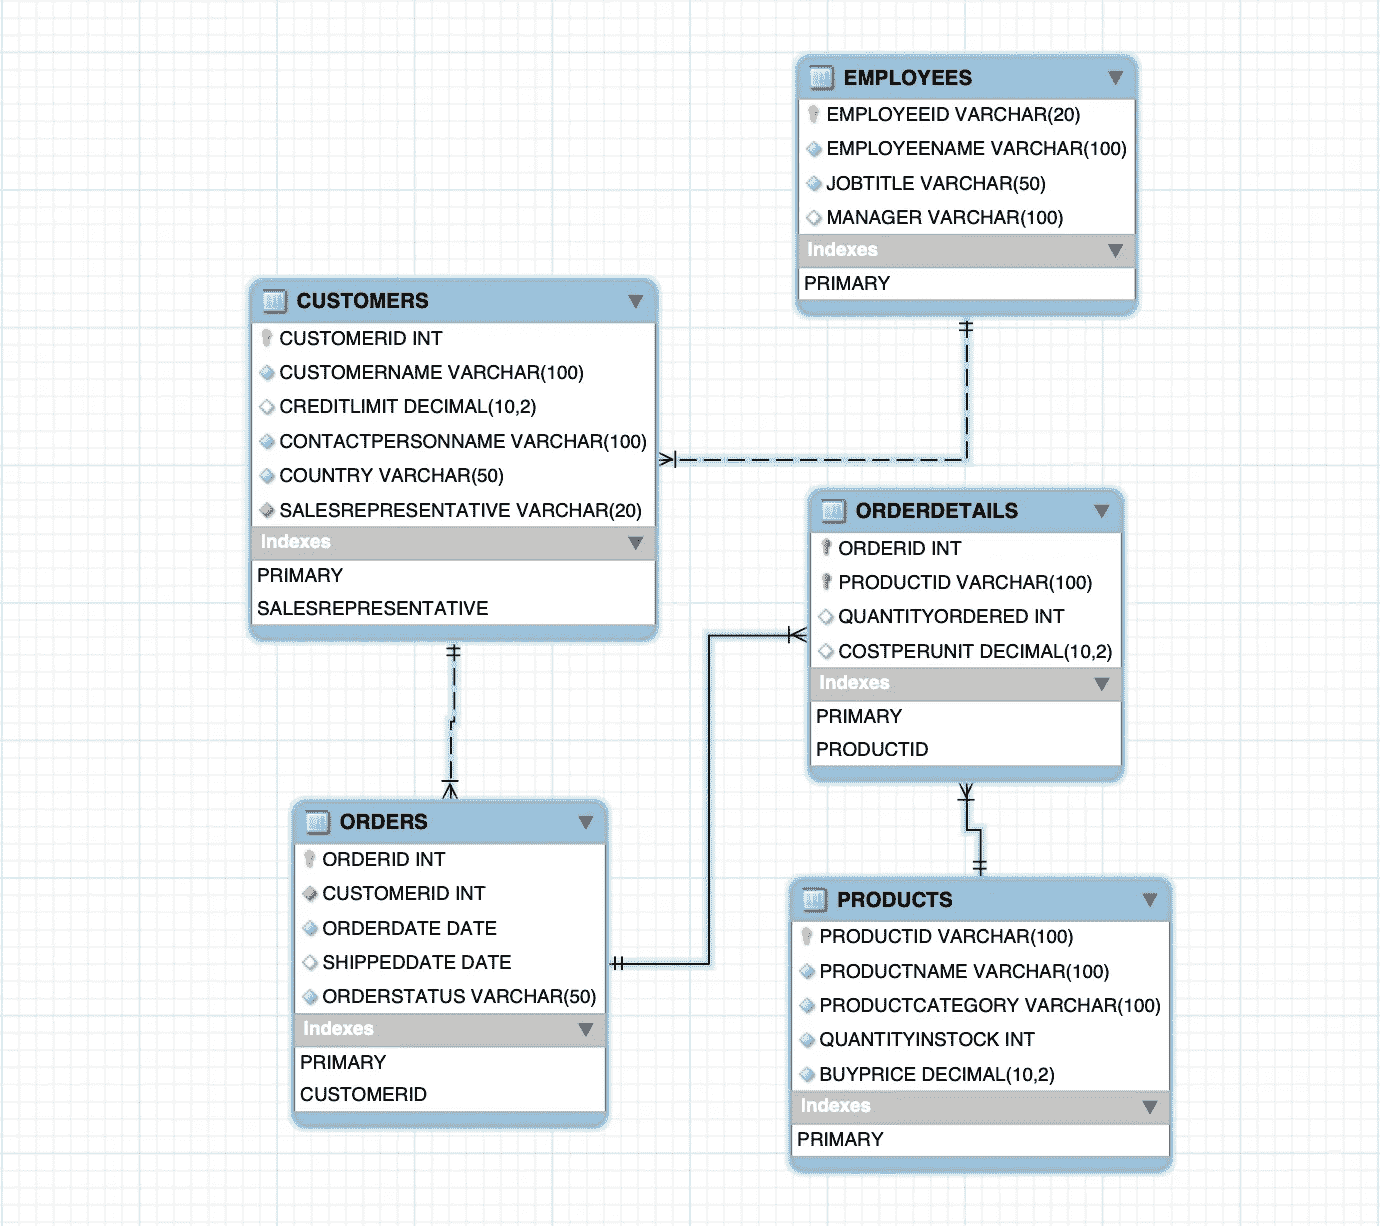 EMPLOYEES
EMPLOYEEID VARCHAR(20)
EMPLOYEENAME VARCHAR(100)
JOBTITLE VARCHAR(50)
MANAGER VARCHAR(100)
Indexes
PRIMARY
CUSTOMERS
CUSTOMERID INT
CUSTOMERNAME VARCHAR(100)
CREDITLIMIT DECIMAL(10,2)
CONTACTPERSONNAME VARCHAR(100)
COUNTRY VARCHAR(50)
SALESREPRESENTATIVE VARCHAR(20)
Indexes
PRIMARY
SALESREPRESENTATIVE
ORDERDETAILS
ORDERID INT
PRODUCTID VARCHAR(100)
QUANTITYORDERED INT
COSTPERUNIT DECIMAL(10,2)
Indexes
PRIMARY
PRODUCTID
ORDERS
ORDERID INT
CUSTOMERID INT
ORDERDATE DATE
SHIPPEDDATE DATE
ORDERSTATUS VARCHAR(50)
Indexes
PRIMARY
CUSTOMERID
PRODUCTS
PRODUCTID VARCHAR(100)
PRODUCTNAME VARCHAR(100)
PRODUCTCATEGORY VARCHAR(100)
QUANTITYINSTOCK INT
BUYPRICE DECIMAL(10,2)
Indexes
PRIMARY